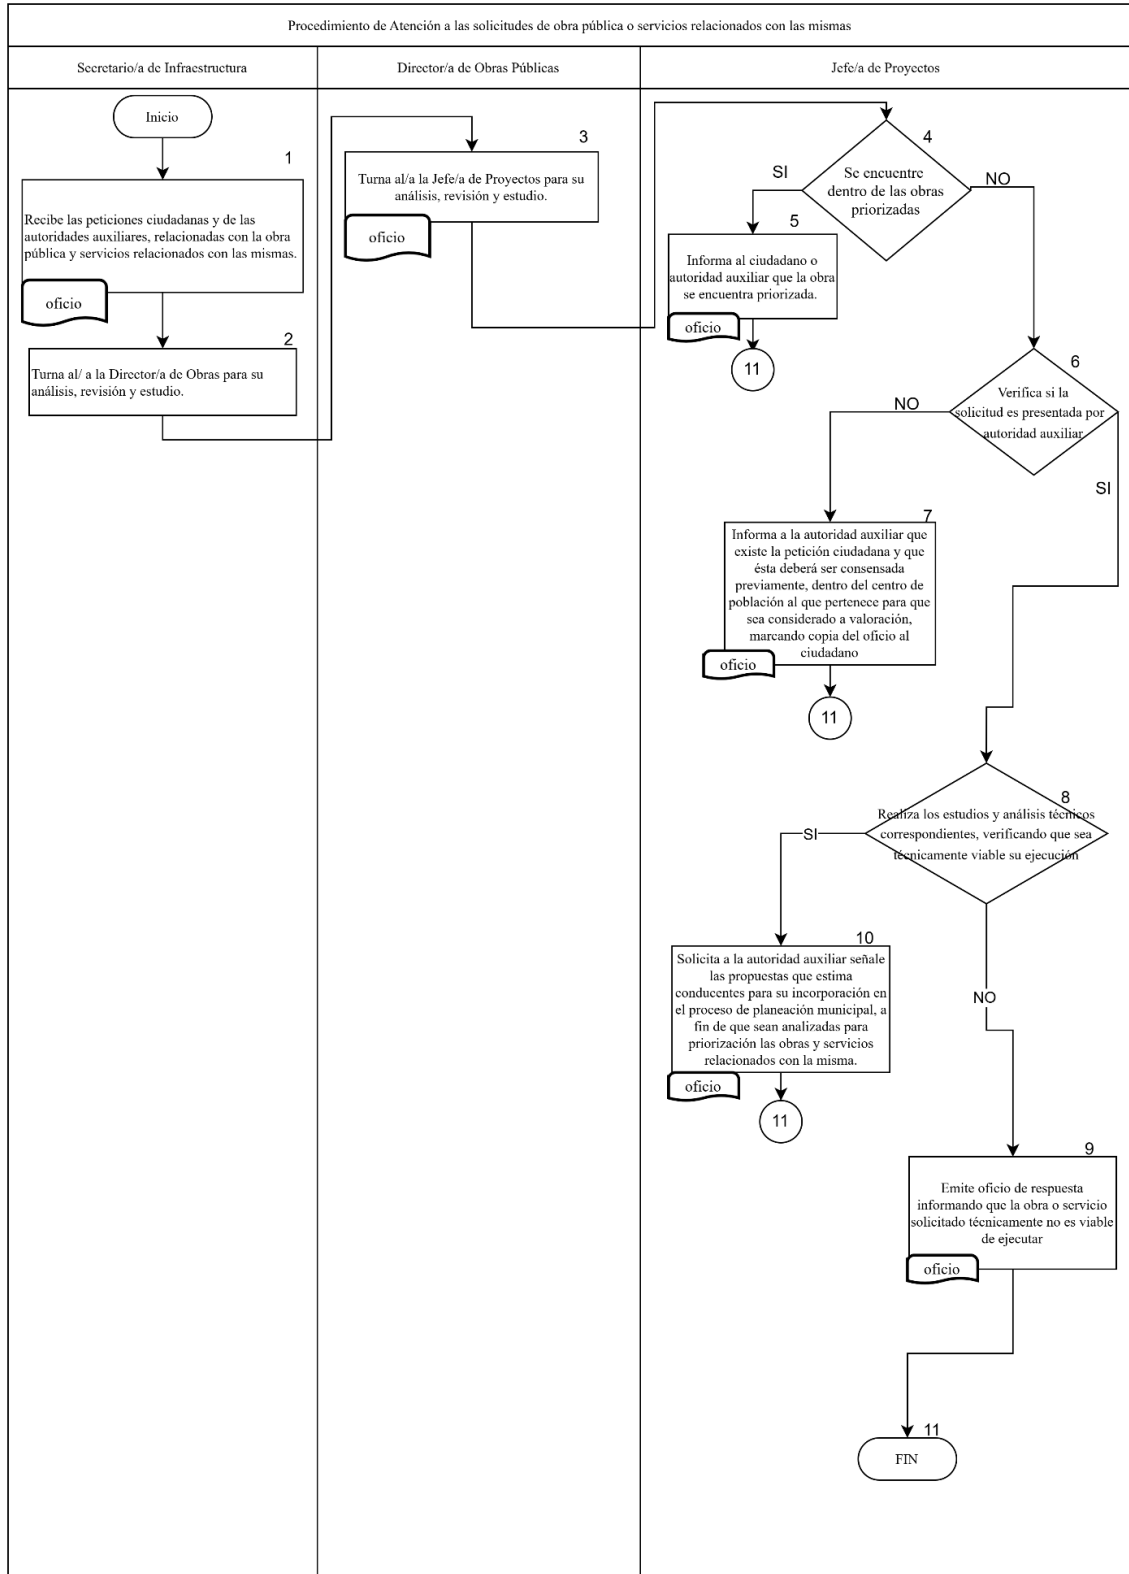 Procedimiento de Atención a las solicitudes de obra pública o servicios relacionados con las mismas
Secretario/a de Infraestructura
Director/a de Obras Públicas
Jefe/a de Proyectos
Inicio
1
Recibe las peticiones ciudadanas y de las
autoridades auxiliares, relacionadas con la obra
pública y servicios relacionados con las mismas.
oficio
2
Turna al/ a la Director/a de Obras para su
análisis, revisión y estudio.
3
Turna al/a la Jefe/a de Proyectos para su
análisis, revisión y estudio.
oficio
4
Se encuentre
dentro de las obras
priorizadas
SI
NO
5
Informa al ciudadano o
autoridad auxiliar que la obra
se encuentra priorizada.
oficio
11
6
Verifica si la
solicitud es presentada por
autoridad auxiliar
NO
SI
7
Informa a la autoridad auxiliar que
existe la petición ciudadana y que
ésta deberá ser consensada
previamente, dentro del centro de
población al que pertenece para que
sea considerado a valoración,
marcando copia del oficio al
ciudadano
oficio
11
8
Realiza los estudios y análisis técnicos
correspondientes, verificando que sea
técnicamente viable su ejecución
SI
NO
10
Solicita a la autoridad auxiliar señale
las propuestas que estima
conducentes para su incorporación en
el proceso de planeación municipal, a
fin de que sean analizadas para
priorización las obras y servicios
relacionados con la misma.
oficio
11
9
Emite oficio de respuesta
informando que la obra o servicio
solicitado técnicamente no es viable
de ejecutar
oficio
11
FIN